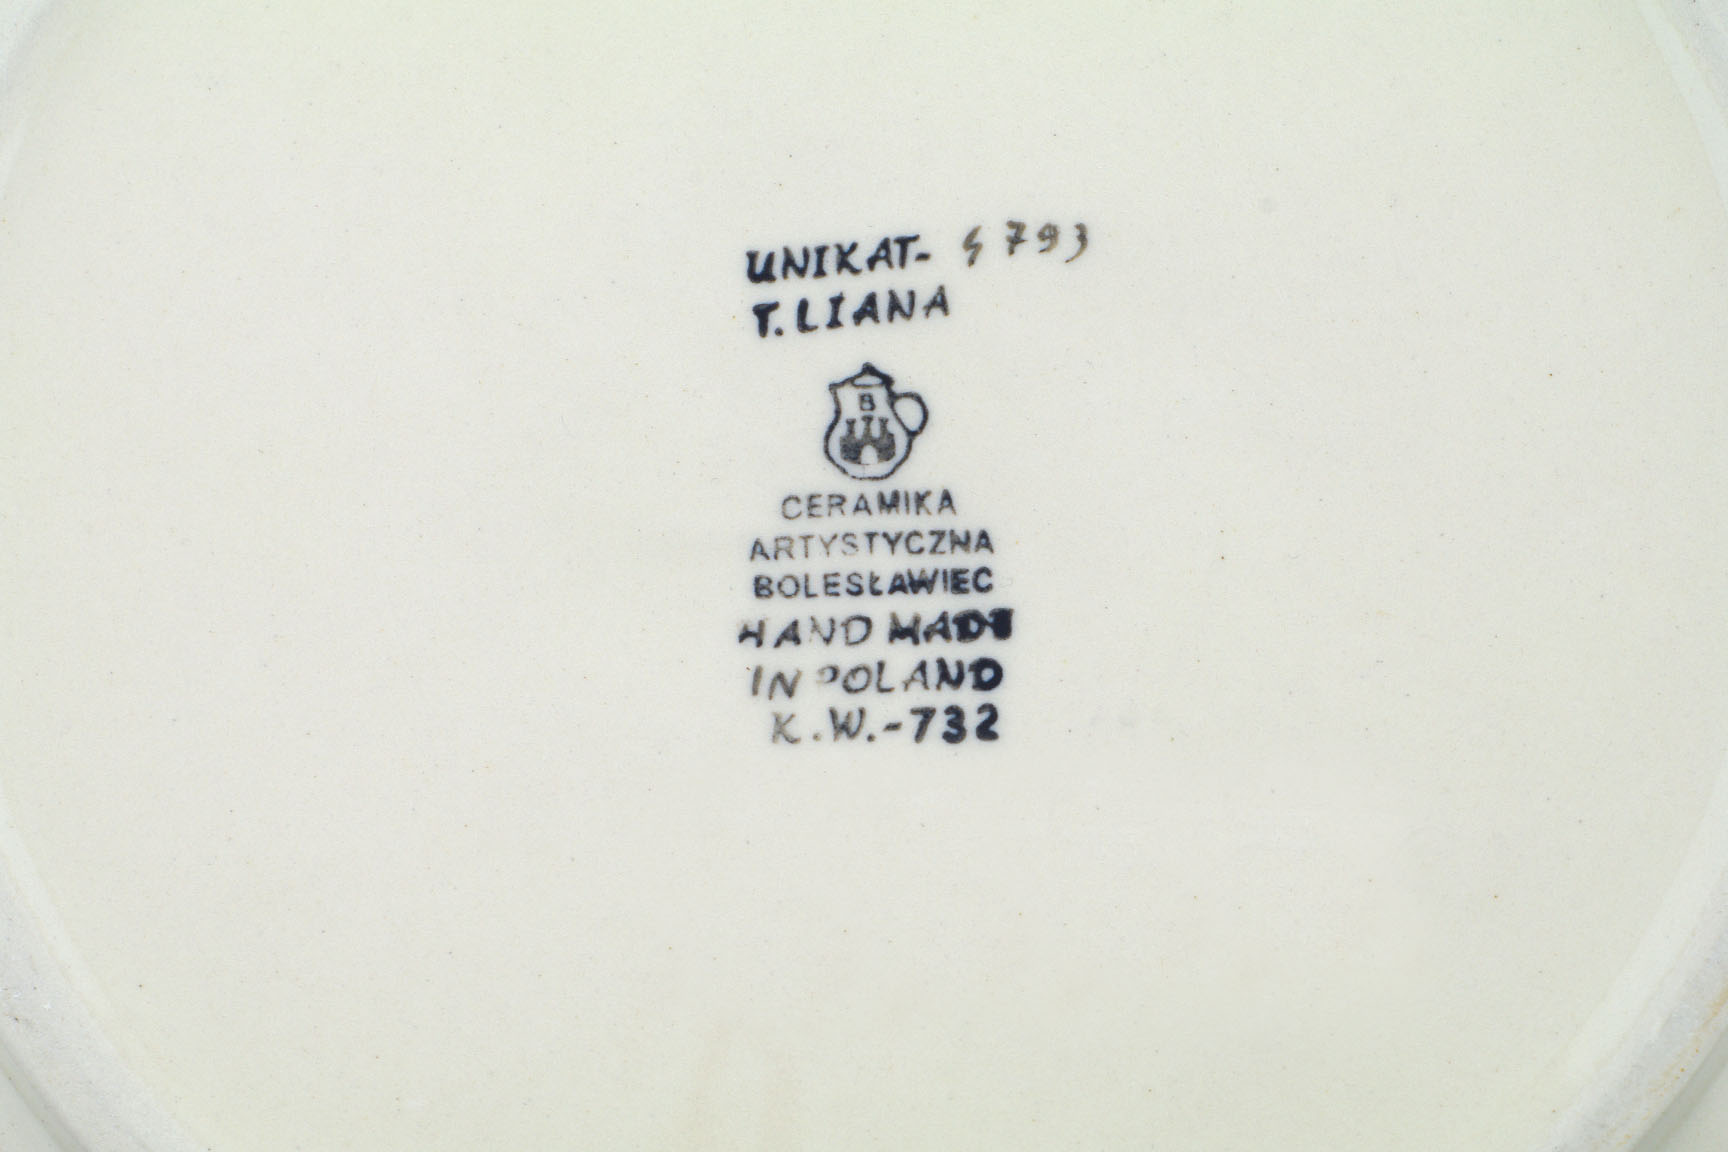 UNIKAT- 4793
T. LIANA
B
CERAMIKA
ARTYSTYCZNA
BOLESŁAWIEC
HAND MADE
IN POLAND
K.W.-732